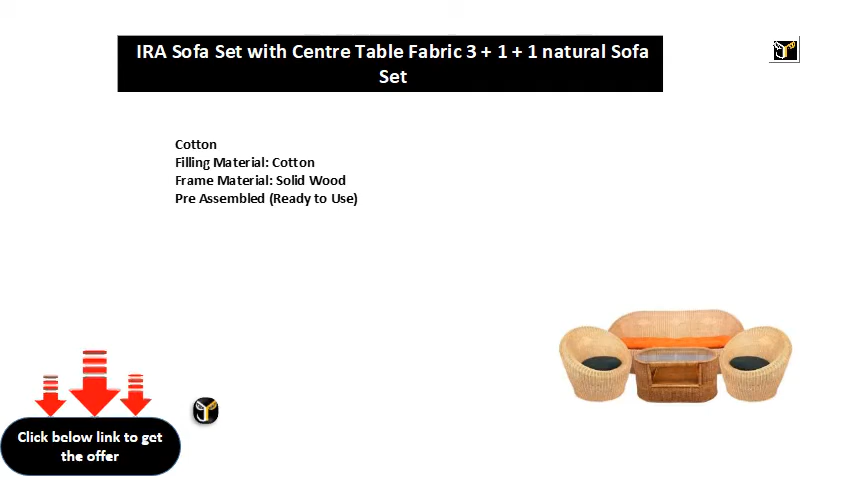 IRA Sofa Set with Centre Table Fabric 3 + 1 + 1 natural Sofa
Set
Cotton
Filling Material: Cotton
Frame Material: Solid Wood
Pre Assembled (Ready to Use)
Click below link to get
the offer